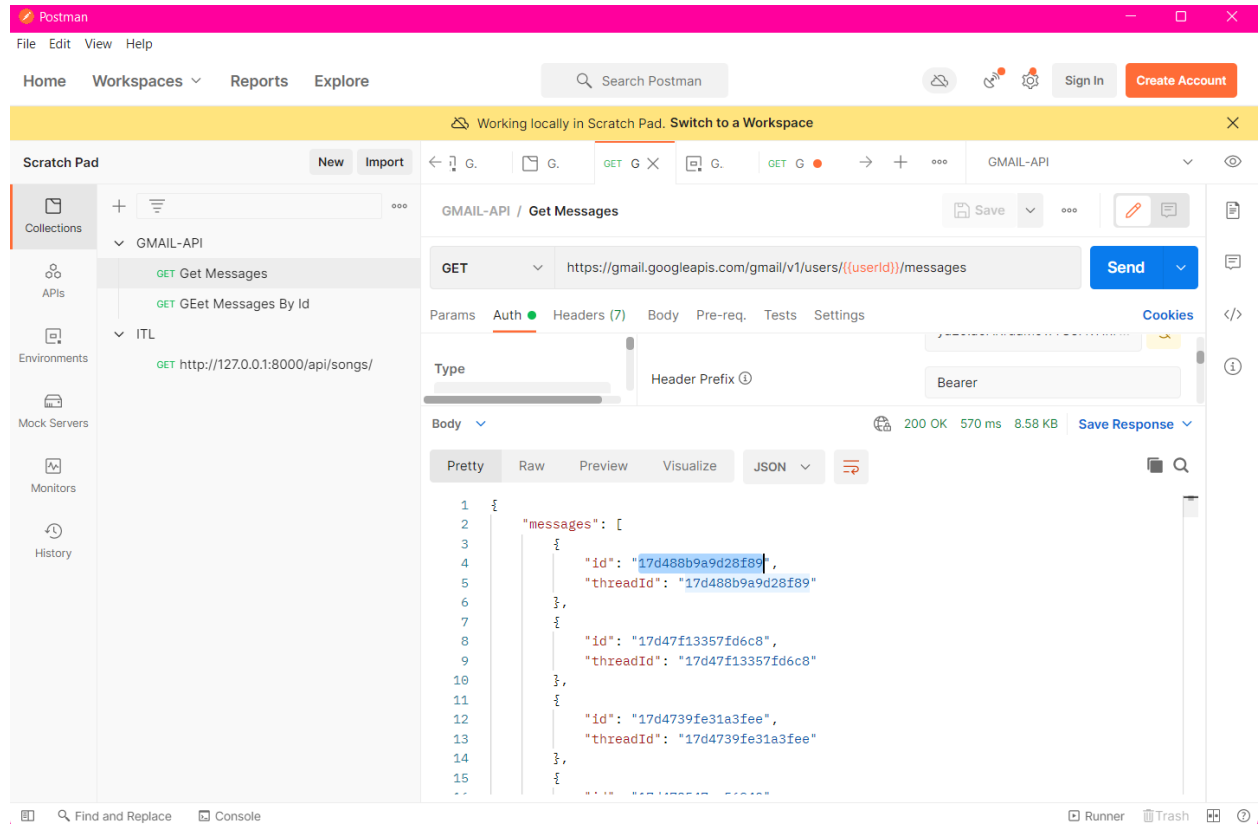 Postman
File Edit View Help
Home Workspaces Reports Explore Search Postman Sign In Create Account
Working locally in Scratch Pad. Switch to a Workspace
Scratch Pad New Import G. G. GET G G. GET G GMAIL-API
Collections
APIs
Environments
Mock Servers
Monitors
History
GMAIL-API
GET Get Messages
GET GEet Messages By Id
ITL
GET http://127.0.0.1:8000/api/songs/
GMAIL-API / Get Messages Save
GET https://gmail.googleapis.com/gmail/v1/users/{{userId}}/messages Send
Params Auth Headers (7) Body Pre-req. Tests Settings Cookies
Type
Header Prefix Bearer
Body 200 OK 570 ms 8.58 KB Save Response
Pretty Raw Preview Visualize JSON
1 {
2 "messages": [
3 {
4 "id": "17d488b9a9d28f89",
5 "threadId": "17d488b9a9d28f89"
6 },
7 {
8 "id": "17d47f13357fd6c8",
9 "threadId": "17d47f13357fd6c8"
10 },
11 {
12 "id": "17d4739fe31a3fee",
13 "threadId": "17d4739fe31a3fee"
14 },
15 {
Find and Replace Console Runner Trash